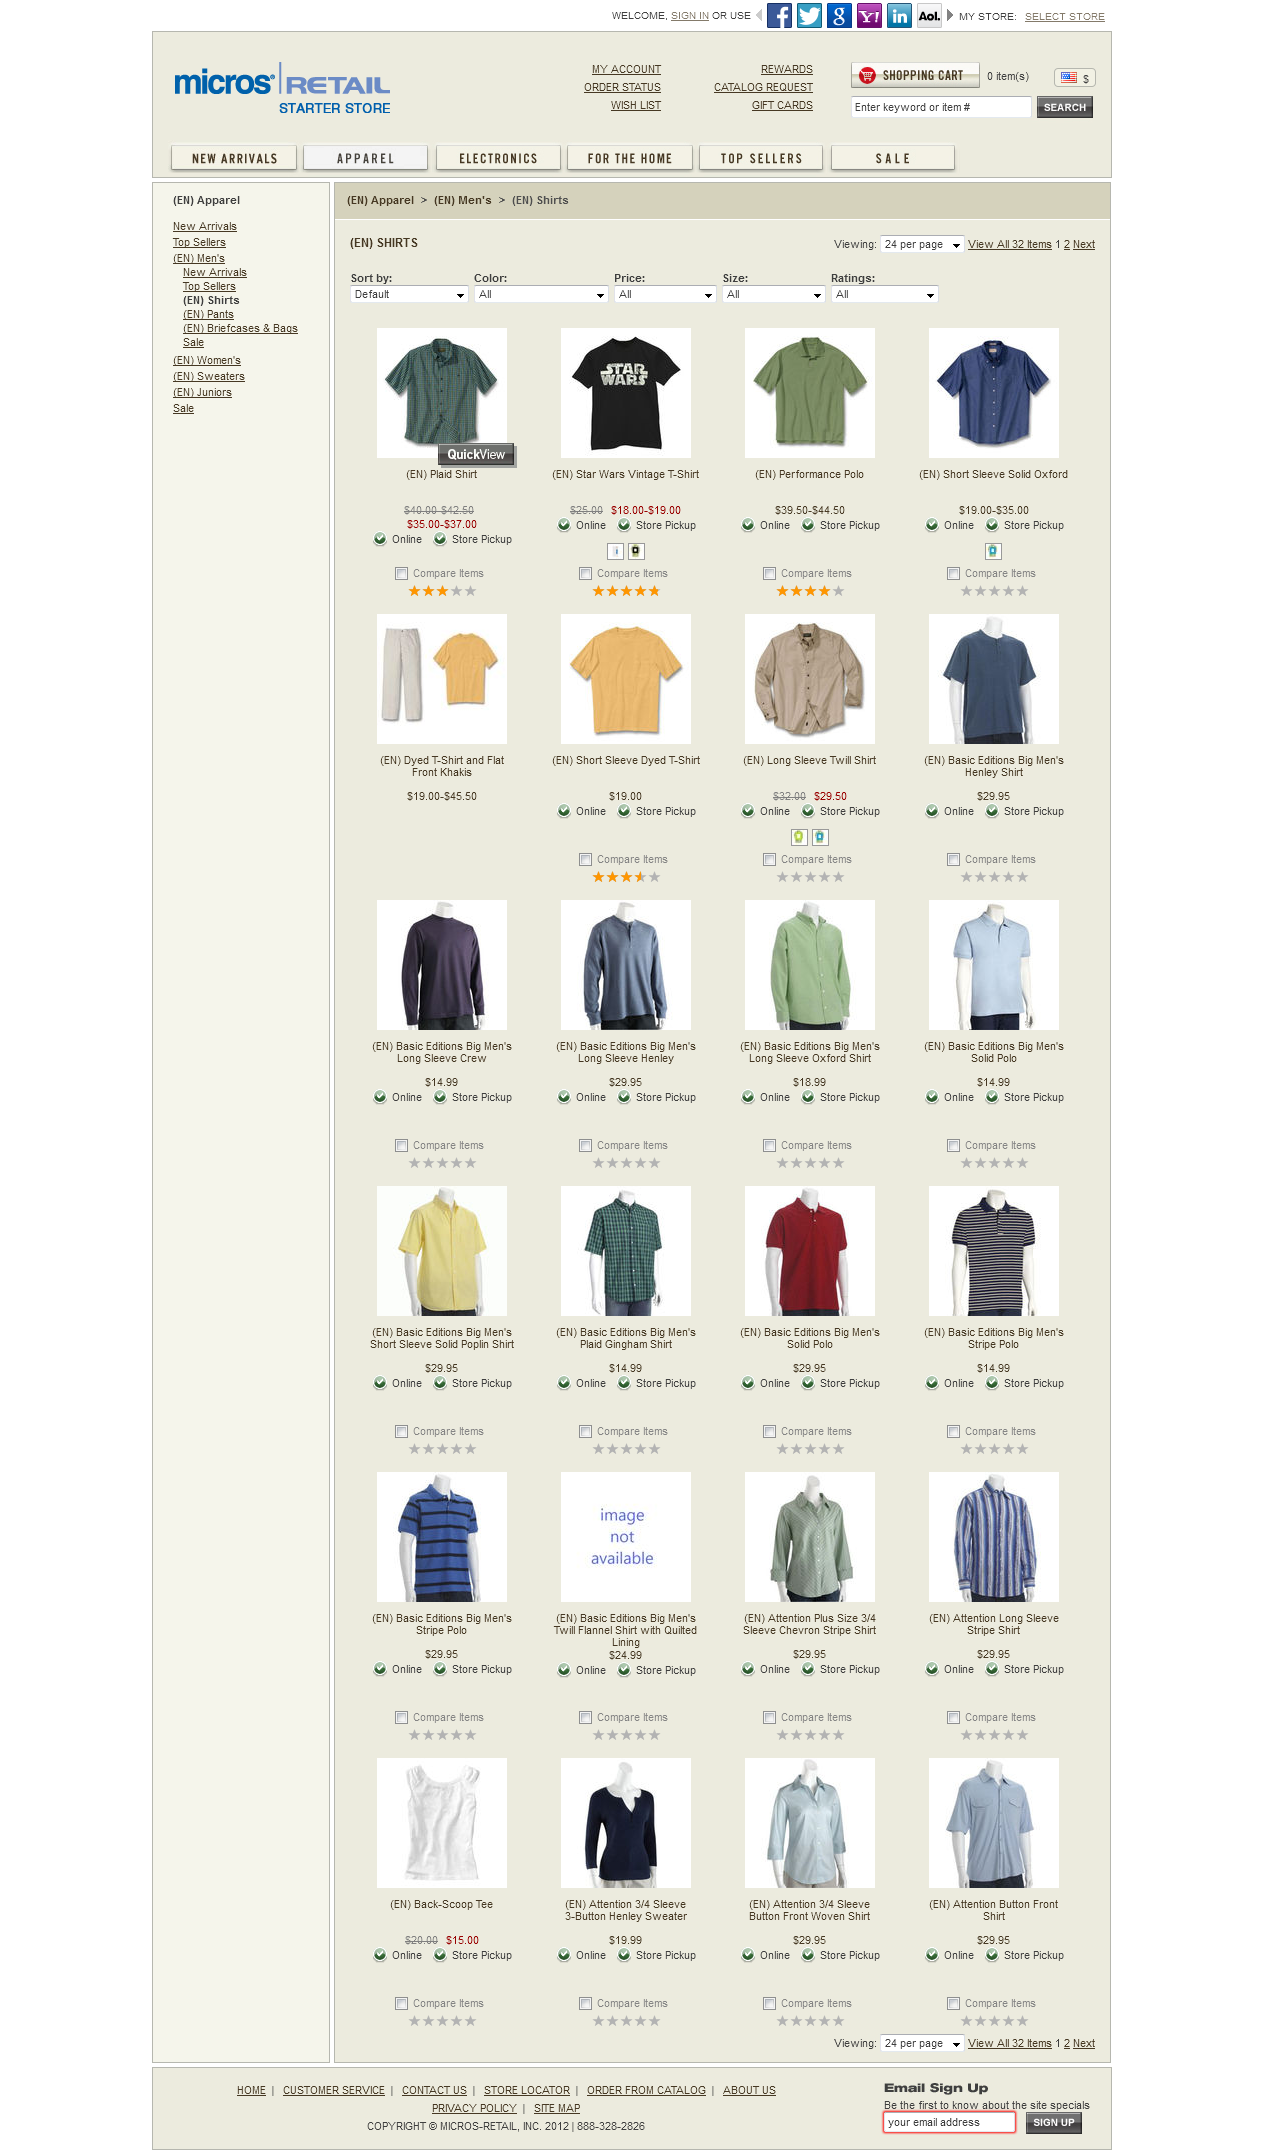 WELCOME, SIGN IN OR USE Aol. MY STORE: SELECT STORE
micros RETAIL
STARTER STORE
MY ACCOUNT REWARDS SHOPPING CART 0 item(s) $
ORDER STATUS CATALOG REQUEST
WISH LIST GIFT CARDS Enter keyword or item # SEARCH
NEW ARRIVALS APPAREL ELECTRONICS FOR THE HOME TOP SELLERS SALE
(EN) Apparel
New Arrivals
Top Sellers
(EN) Men's
New Arrivals
Top Sellers
(EN) Shirts
(EN) Pants
(EN) Briefcases & Bags
Sale
(EN) Women's
(EN) Sweaters
(EN) Juniors
Sale
(EN) Apparel > (EN) Men's > (EN) Shirts
(EN) SHIRTS Viewing: 24 per page View All 32 Items 1 2 Next
Sort by: Color: Price: Size: Ratings:
Default All All All All
STAR WARS
QuickView
(EN) Plaid Shirt (EN) Star Wars Vintage T-Shirt (EN) Performance Polo (EN) Short Sleeve Solid Oxford
$40.00-$42.50 $25.00 $18.00-$19.00 $39.50-$44.50 $19.00-$35.00
$35.00-$37.00 Online Store Pickup Online Store Pickup Online Store Pickup
Online Store Pickup
Compare Items Compare Items Compare Items Compare Items
(EN) Dyed T-Shirt and Flat (EN) Short Sleeve Dyed T-Shirt (EN) Long Sleeve Twill Shirt (EN) Basic Editions Big Men's
Front Khakis Henley Shirt
$19.00-$45.50 $19.00 $32.00 $29.50 $29.95
Online Store Pickup Online Store Pickup Online Store Pickup
Compare Items Compare Items Compare Items
(EN) Basic Editions Big Men's (EN) Basic Editions Big Men's (EN) Basic Editions Big Men's (EN) Basic Editions Big Men's
Long Sleeve Crew Long Sleeve Henley Long Sleeve Oxford Shirt Solid Polo
$14.99 $29.95 $18.99 $14.99
Online Store Pickup Online Store Pickup Online Store Pickup Online Store Pickup
Compare Items Compare Items Compare Items Compare Items
(EN) Basic Editions Big Men's (EN) Basic Editions Big Men's (EN) Basic Editions Big Men's (EN) Basic Editions Big Men's
Short Sleeve Solid Poplin Shirt Plaid Gingham Shirt Solid Polo Stripe Polo
$29.95 $14.99 $29.95 $14.99
Online Store Pickup Online Store Pickup Online Store Pickup Online Store Pickup
Compare Items Compare Items Compare Items Compare Items
image
not
available
(EN) Basic Editions Big Men's (EN) Basic Editions Big Men's (EN) Attention Plus Size 3/4 (EN) Attention Long Sleeve
Stripe Polo Twill Flannel Shirt with Quilted Sleeve Chevron Stripe Shirt Stripe Shirt
Lining
$29.95 $24.99 $29.95 $29.95
Online Store Pickup Online Store Pickup Online Store Pickup Online Store Pickup
Compare Items Compare Items Compare Items Compare Items
(EN) Back-Scoop Tee (EN) Attention 3/4 Sleeve (EN) Attention 3/4 Sleeve (EN) Attention Button Front
3-Button Henley Sweater Button Front Woven Shirt Shirt
$20.00 $15.00 $19.99 $29.95 $29.95
Online Store Pickup Online Store Pickup Online Store Pickup Online Store Pickup
Compare Items Compare Items Compare Items Compare Items
Viewing: 24 per page View All 32 Items 1 2 Next
HOME | CUSTOMER SERVICE | CONTACT US | STORE LOCATOR | ORDER FROM CATALOG | ABOUT US
PRIVACY POLICY | SITE MAP
COPYRIGHT © MICROS-RETAIL, INC. 2012 | 888-328-2826
Email Sign Up
Be the first to know about the site specials
your email address SIGN UP